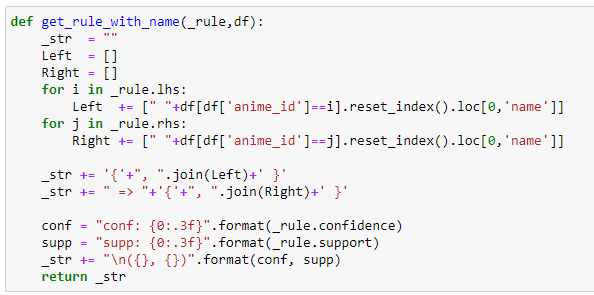 def get_rule_with_name(_rule,df):
    _str  = ""
    Left  = []
    Right = []
    for i in _rule.lhs:
        Left  += [" "+df[df['anime_id']==i].reset_index().loc[0,'name']]
    for j in _rule.rhs:
        Right += [" "+df[df['anime_id']==j].reset_index().loc[0,'name']]

    _str += '{'+", ".join(Left)+' }'
    _str += " => "+'{'+", ".join(Right)+' }'

    conf = "conf: {0:.3f}".format(_rule.confidence)
    supp = "supp: {0:.3f}".format(_rule.support)
    _str += "\n({}, {})".format(conf, supp)
    return _str